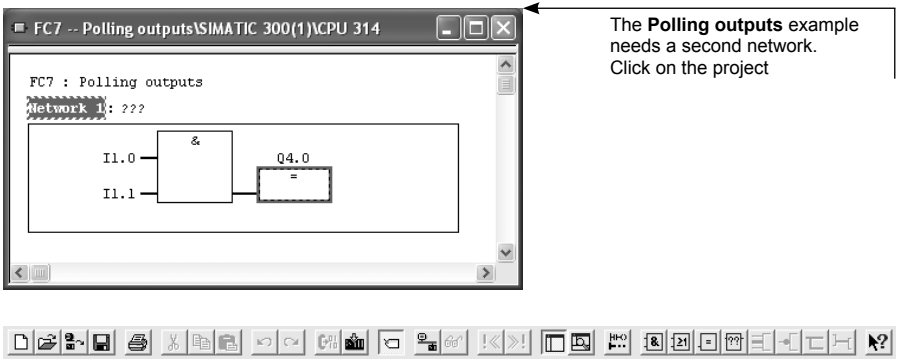 FC7 -- Polling outputs\SIMATIC 300(1)\CPU 314
The Polling outputs example
needs a second network.
Click on the project
FC7 : Polling outputs
Network 1: ???
&
I1.0
Q4.0
=
I1.1
!« »!
& ≥1 = ??
?